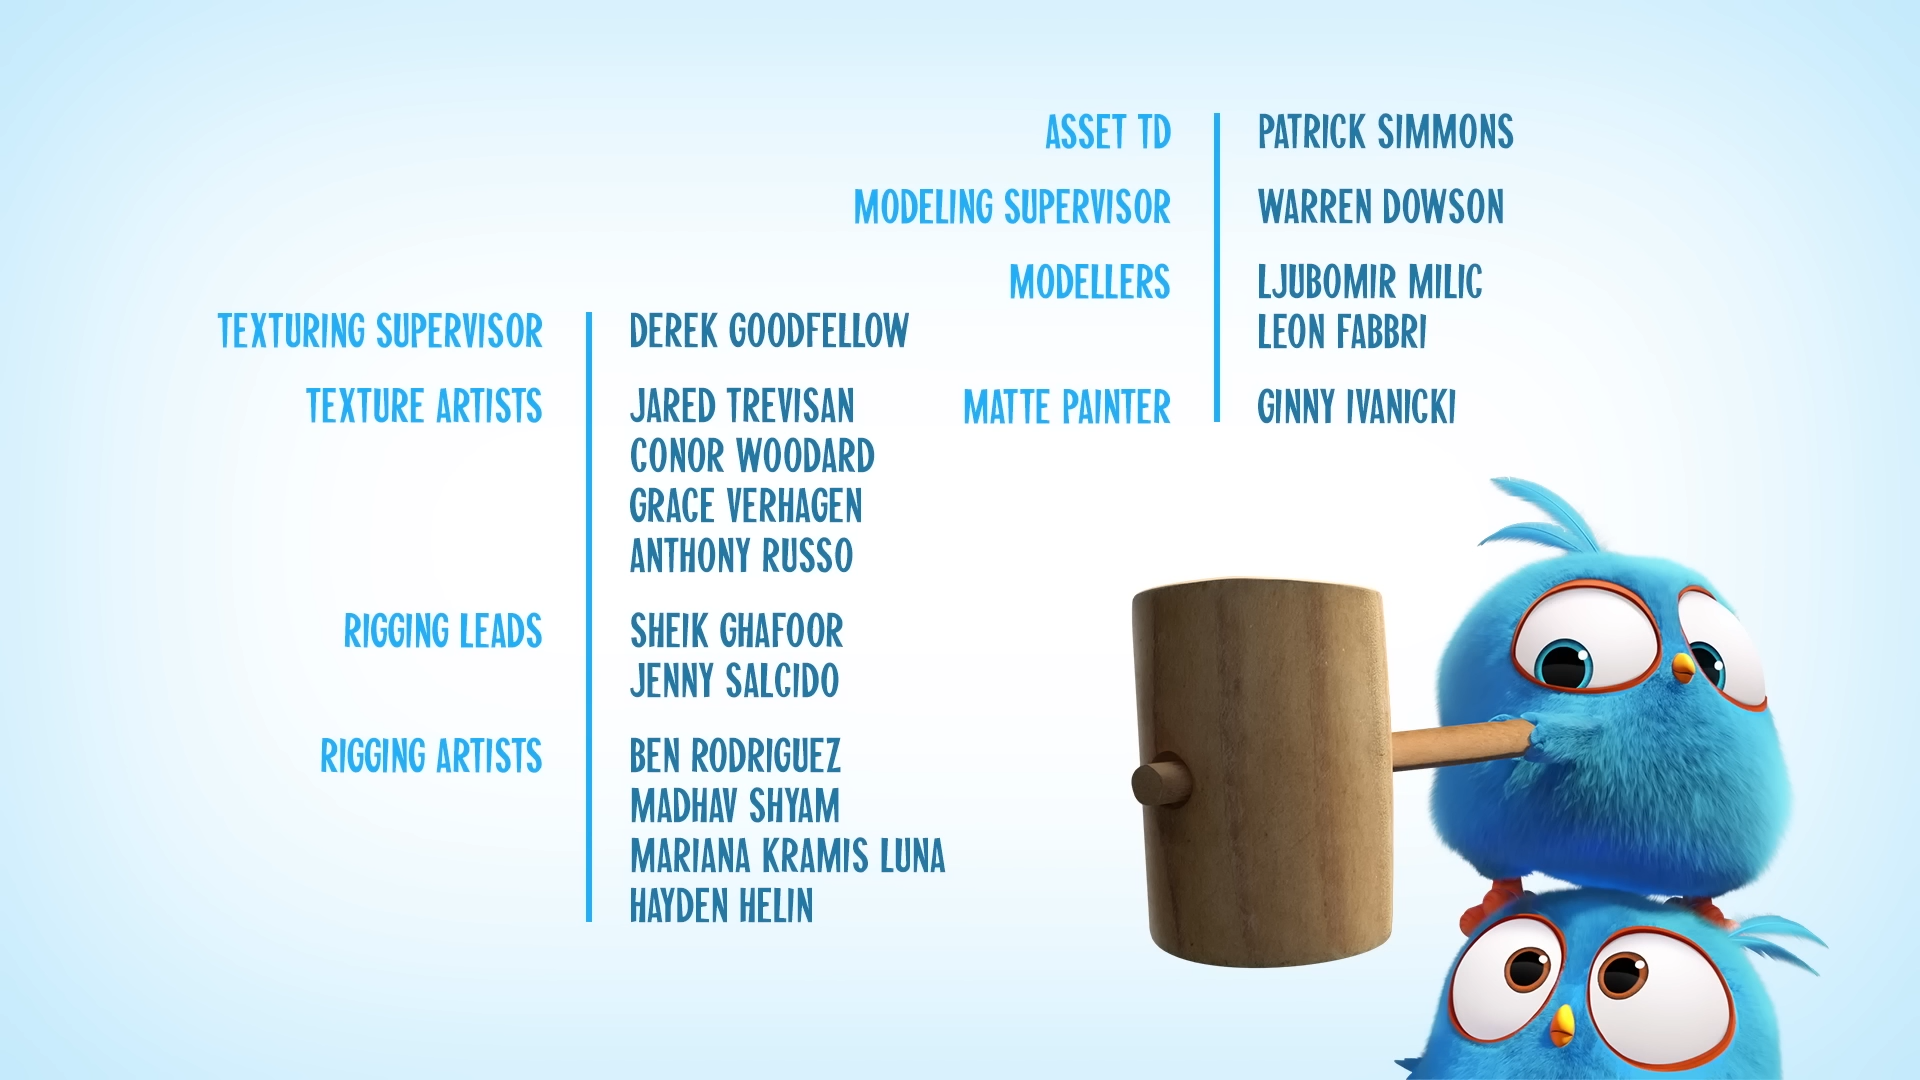 TEXTURING SUPERVISOR DEREK GOODFELLOW
TEXTURE ARTISTS JARED TREVISAN
CONOR WOODARD
GRACE VERHAGEN
ANTHONY RUSSO
RIGGING LEADS SHEIK GHAFOOR
JENNY SALCIDO
RIGGING ARTISTS BEN RODRIGUEZ
MADHAV SHYAM
MARIANA KRAMIS LUNA
HAYDEN HELIN
ASSET TD PATRICK SIMMONS
MODELING SUPERVISOR WARREN DOWSON
MODELLERS LJUBOMIR MILIC
LEON FABBRI
MATTE PAINTER GINNY IVANICKI